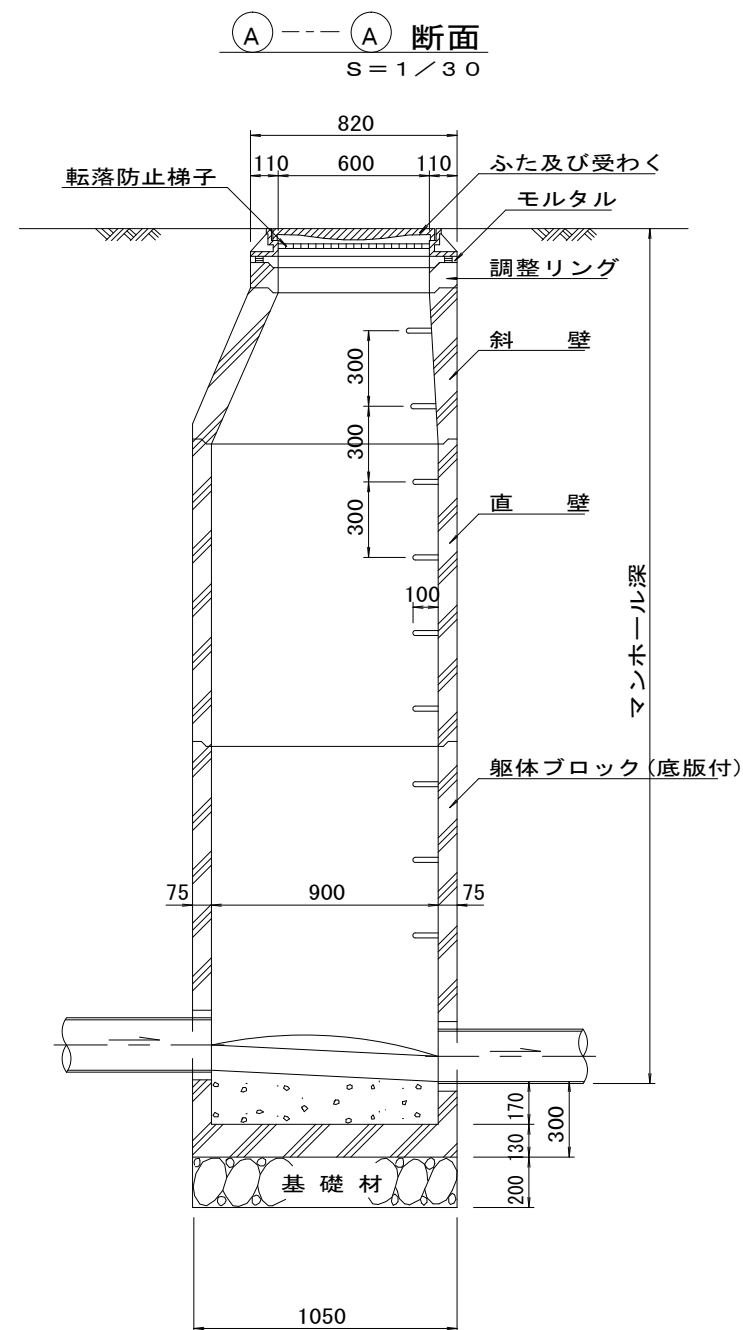 A A 断面
S=1/30
820
110 600 110
転落防止梯子
ふた及び受わく
モルタル
調整リング
斜 壁
300
300
300
直 壁
100
マンホール深
躯体ブロック(底版付)
75 900 75
170
130
300
200
基 礎 材
1050